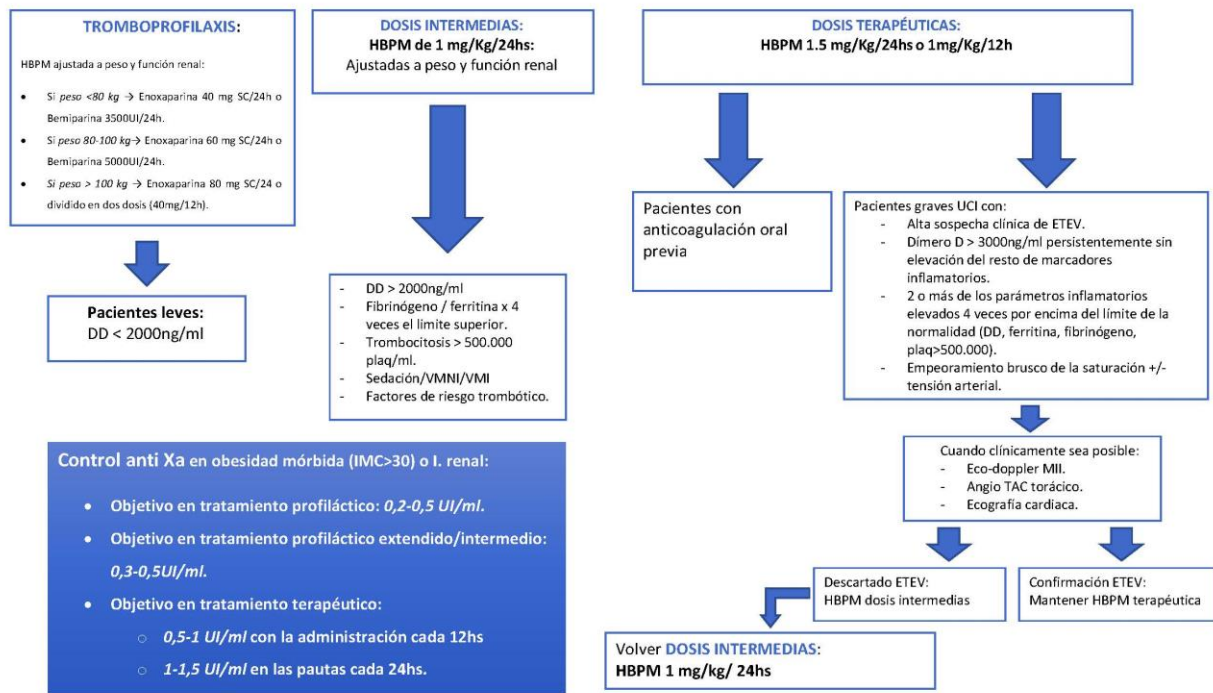 TROMBOPROFILAXIS:
HBPM ajustada a peso y función renal:
• Si peso <80 kg → Enoxaparina 40 mg SC/24h o
Bemiparina 3500UI/24h.
• Si peso 80-100 kg → Enoxaparina 60 mg SC/24h o
Bemiparina 5000UI/24h.
• Si peso > 100 kg → Enoxaparina 80 mg SC/24 o
dividido en dos dosis (40mg/12h).
Pacientes leves:
DD < 2000ng/ml
DOSIS INTERMEDIAS:
HBPM de 1 mg/Kg/24hs:
Ajustadas a peso y función renal
- DD > 2000ng/ml
- Fibrinógeno / ferritina x 4
veces el limite superior.
- Trombocitosis > 500.000
plaq/ml.
- Sedación/VMNI/VMI
- Factores de riesgo trombótico.
DOSIS TERAPÉUTICAS:
HBPM 1.5 mg/Kg/24hs o 1mg/Kg/12h
Pacientes con
anticoagulación oral
previa
Pacientes graves UCI con:
- Alta sospecha clínica de ETEV.
- Dímero D > 3000ng/ml persistentemente sin
elevación del resto de marcadores
inflamatorios.
- 2 o más de los parámetros inflamatorios
elevados 4 veces por encima del límite de la
normalidad (DD, ferritina, fibrinógeno,
plaq>500.000).
- Empeoramiento brusco de la saturación +/-
tensión arterial.
Cuando clínicamente sea posible:
- Eco-doppler MII.
- Angio TAC torácico.
- Ecografía cardiaca.
Descartado ETEV:
HBPM dosis intermedias
Confirmación ETEV:
Mantener HBPM terapéutica
Volver DOSIS INTERMEDIAS:
HBPM 1 mg/kg/ 24hs
Control anti Xa en obesidad mórbida (IMC>30) o I. renal:
• Objetivo en tratamiento profiláctico: 0,2-0,5 UI/ml.
• Objetivo en tratamiento profiláctico extendido/intermedio:
0,3-0,5UI/ml.
• Objetivo en tratamiento terapéutico:
○ 0,5-1 UI/ml con la administración cada 12hs
○ 1-1,5 UI/ml en las pautas cada 24hs.